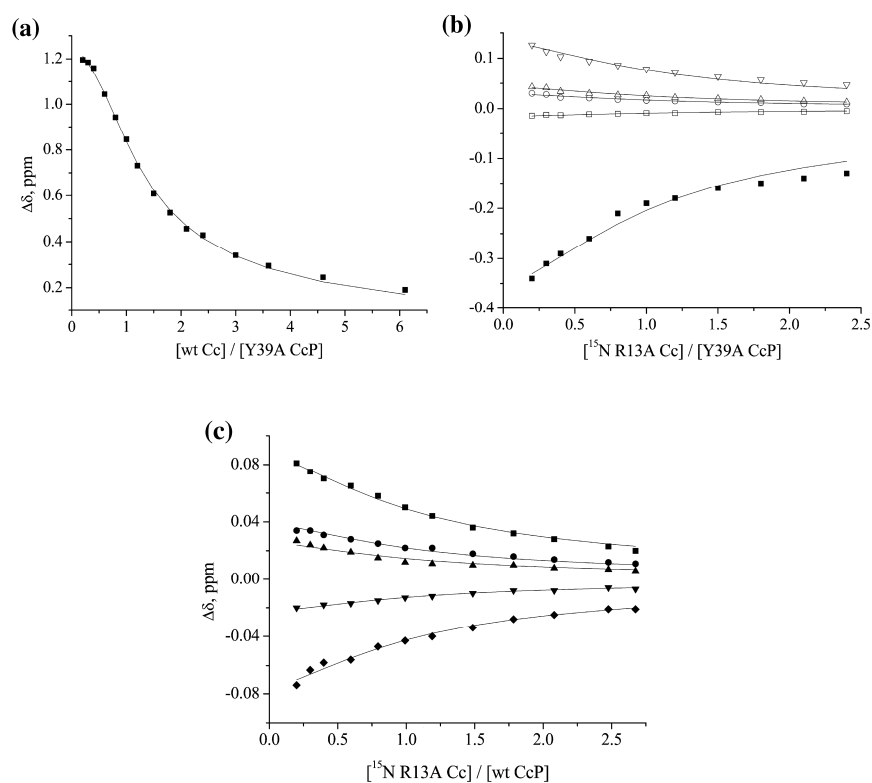 (a)
1.2
1.0
0.8
0.6
0.4
0.2
Δδ, ppm
0 1 2 3 4 5 6
[wt Cc] / [Y39A CcP]
(b)
0.1
0.0
-0.1
-0.2
-0.3
-0.4
0.0 0.5 1.0 1.5 2.0 2.5
[¹⁵N R13A Cc] / [Y39A CcP]
(c)
0.08
0.04
0.00
-0.04
-0.08
Δδ, ppm
0.0 0.5 1.0 1.5 2.0 2.5
[¹⁵N R13A Cc] / [wt CcP]